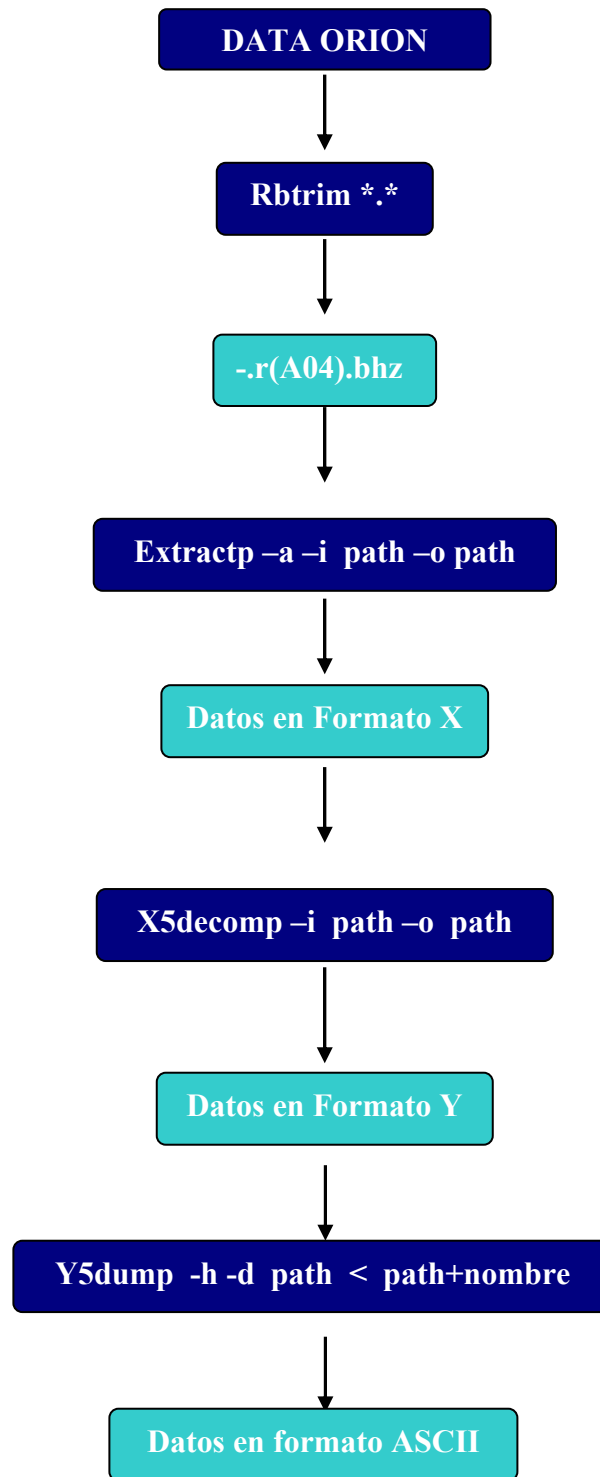 DATA ORION
Rbtrim *.*
-.r(A04).bhz
Extractp –a –i path –o path
Datos en Formato X
X5decomp –i path –o path
Datos en Formato Y
Y5dump -h -d path < path+nombre
Datos en formato ASCII